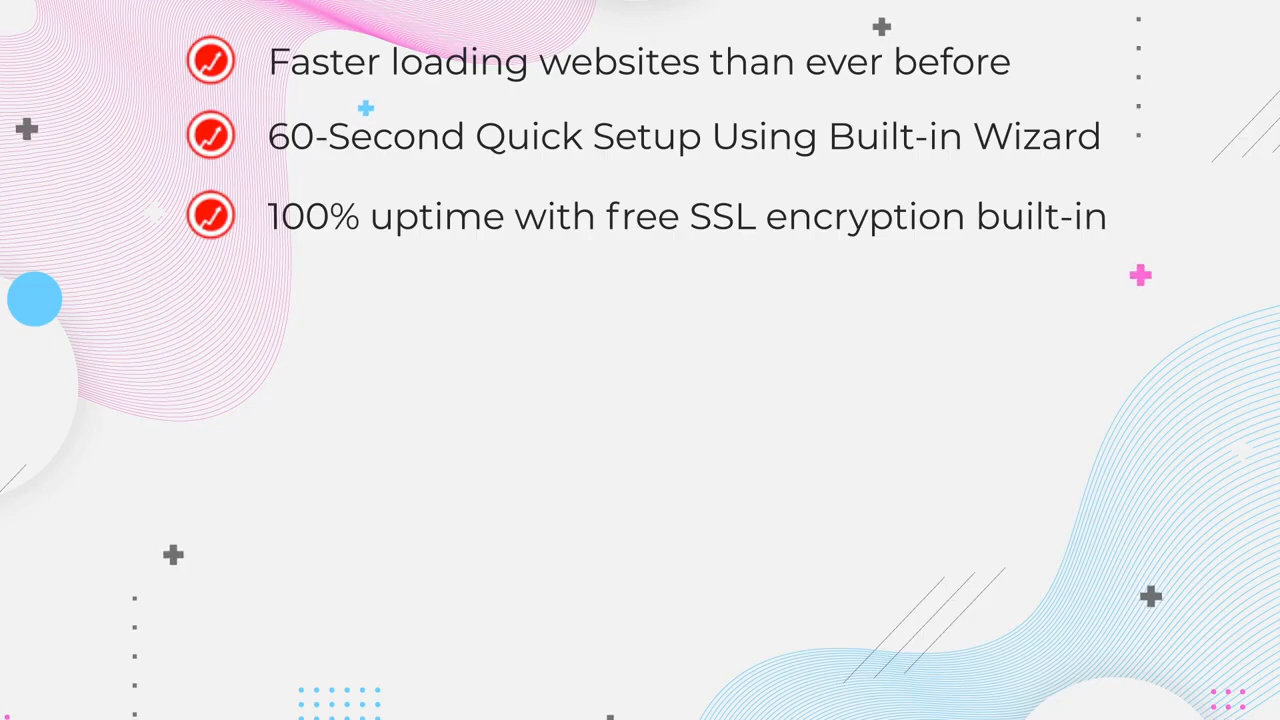 Faster loading websites than ever before
60-Second Quick Setup Using Built-in Wizard
100% uptime with free SSL encryption built-in